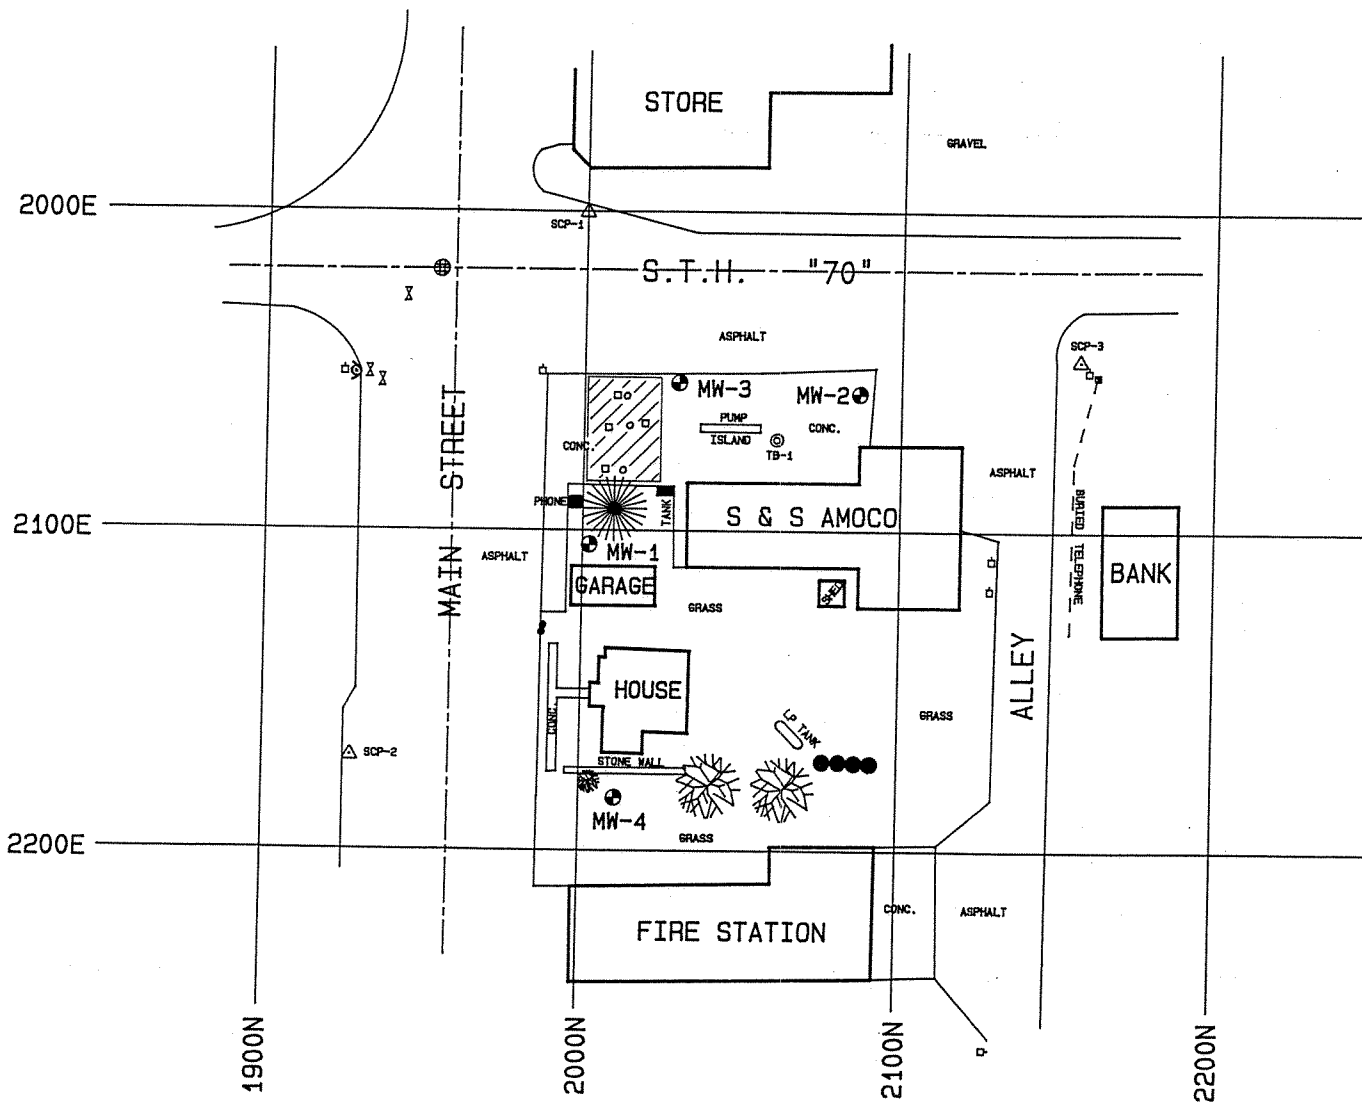 STORE
GRAVEL
2000E
SCP-1
S.T.H. "70"
ASPHALT
SCP-3
MW-3
MW-2
PUMP
ISLAND
CONC.
TB-1
CONC.
MAIN STREET
ASPHALT
PHONE
TANK
S & S AMOCO
BURIED TELEPHONE
2100E
MW-1
ASPHALT
BANK
GARAGE
SHED
GRASS
ALLEY
HOUSE
CONC.
GRASS
LP TANK
SCP-2
STONE WALL
MW-4
GRASS
2200E
CONC.
ASPHALT
FIRE STATION
1900N
2000N
2100N
2200N